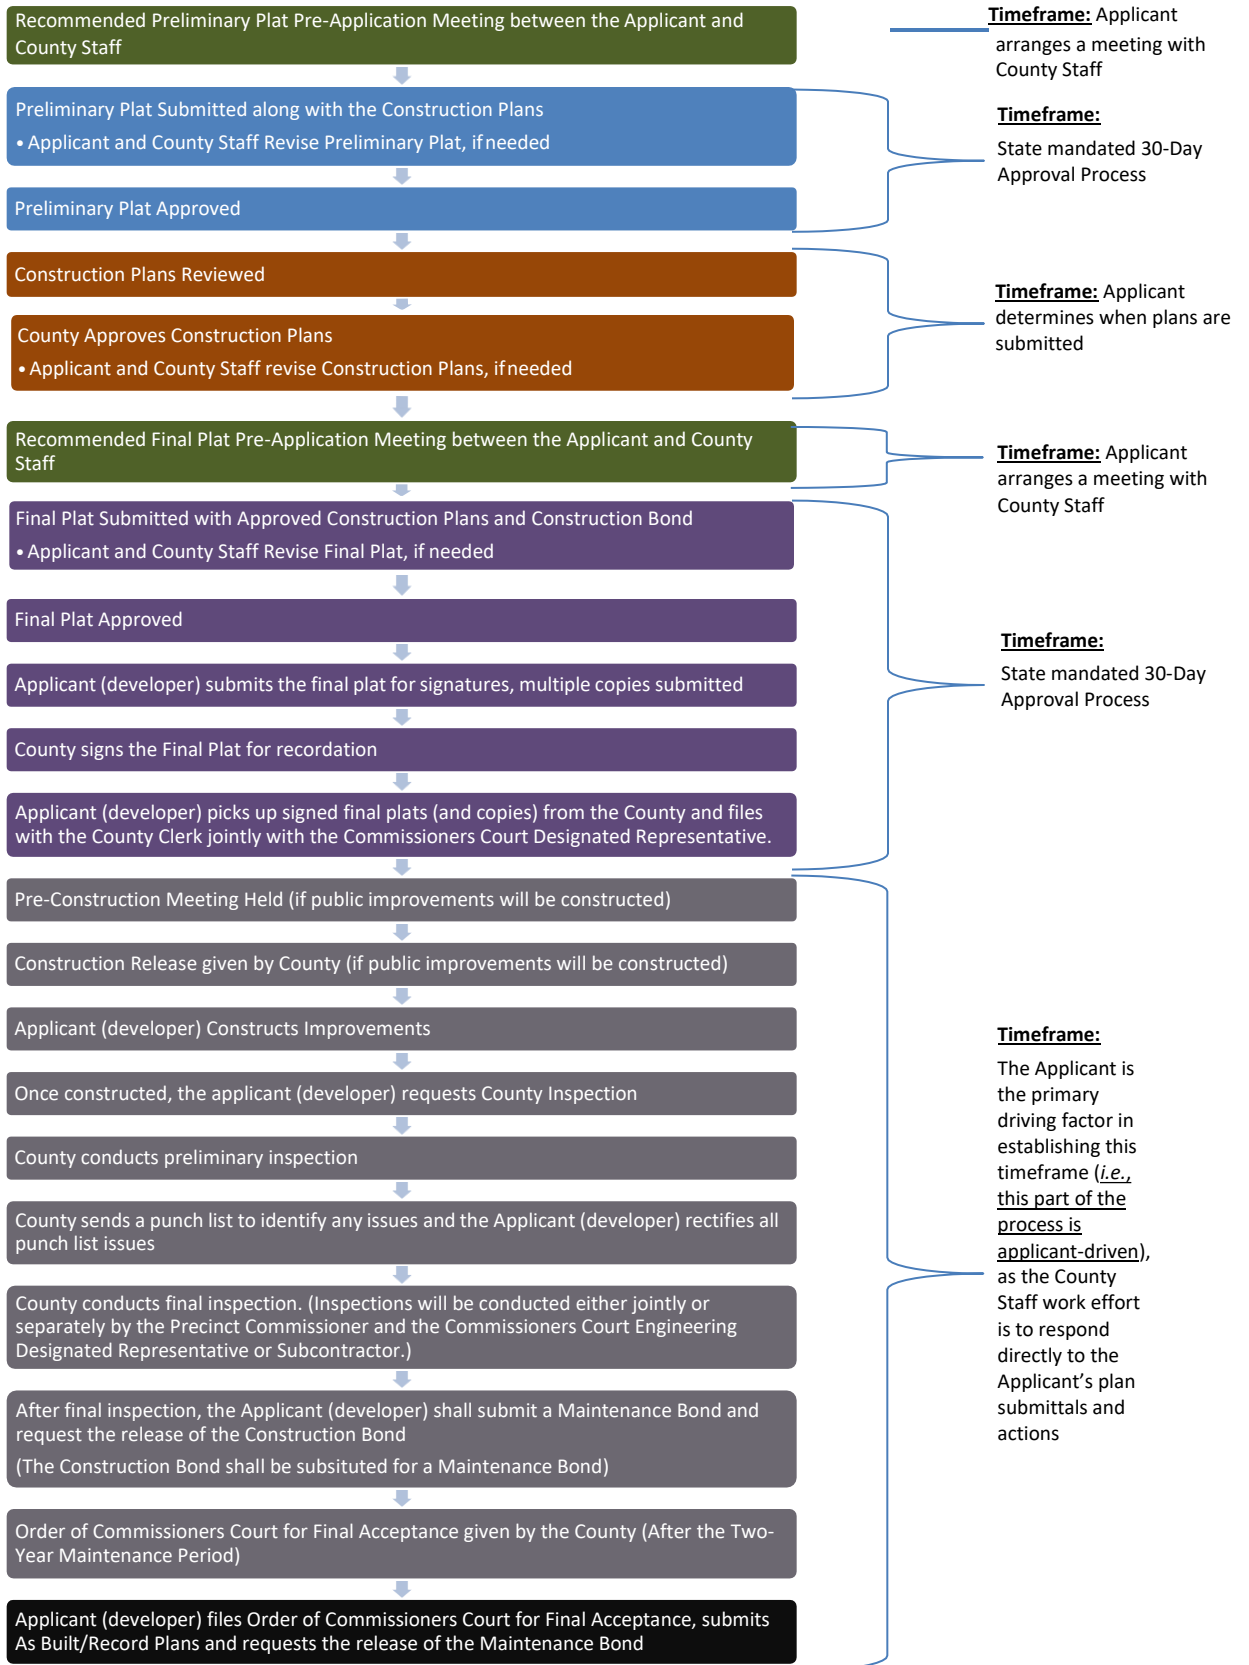 Recommended Preliminary Plat Pre-Application Meeting between the Applicant and
County Staff
Timeframe: Applicant
arranges a meeting with
County Staff
Preliminary Plat Submitted along with the Construction Plans
• Applicant and County Staff Revise Preliminary Plat, if needed
Preliminary Plat Approved
Timeframe:
State mandated 30-Day
Approval Process
Construction Plans Reviewed
County Approves Construction Plans
• Applicant and County Staff revise Construction Plans, if needed
Timeframe: Applicant
determines when plans are
submitted
Recommended Final Plat Pre-Application Meeting between the Applicant and County
Staff
Timeframe: Applicant
arranges a meeting with
County Staff
Final Plat Submitted with Approved Construction Plans and Construction Bond
• Applicant and County Staff Revise Final Plat, if needed
Final Plat Approved
Applicant (developer) submits the final plat for signatures, multiple copies submitted
County signs the Final Plat for recordation
Applicant (developer) picks up signed final plats (and copies) from the County and files
with the County Clerk jointly with the Commissioners Court Designated Representative.
Timeframe:
State mandated 30-Day
Approval Process
Pre-Construction Meeting Held (if public improvements will be constructed)
Construction Release given by County (if public improvements will be constructed)
Applicant (developer) Constructs Improvements
Once constructed, the applicant (developer) requests County Inspection
County conducts preliminary inspection
County sends a punch list to identify any issues and the Applicant (developer) rectifies all
punch list issues
County conducts final inspection. (Inspections will be conducted either jointly or
separately by the Precinct Commissioner and the Commissioners Court Engineering
Designated Representative or Subcontractor.)
After final inspection, the Applicant (developer) shall submit a Maintenance Bond and
request the release of the Construction Bond
(The Construction Bond shall be subsituted for a Maintenance Bond)
Order of Commissioners Court for Final Acceptance given by the County (After the Two-
Year Maintenance Period)
Applicant (developer) files Order of Commissioners Court for Final Acceptance, submits
As Built/Record Plans and requests the release of the Maintenance Bond
Timeframe:
The Applicant is
the primary
driving factor in
establishing this
timeframe (i.e.,
this part of the
process is
applicant-driven),
as the County
Staff work effort
is to respond
directly to the
Applicant’s plan
submittals and
actions